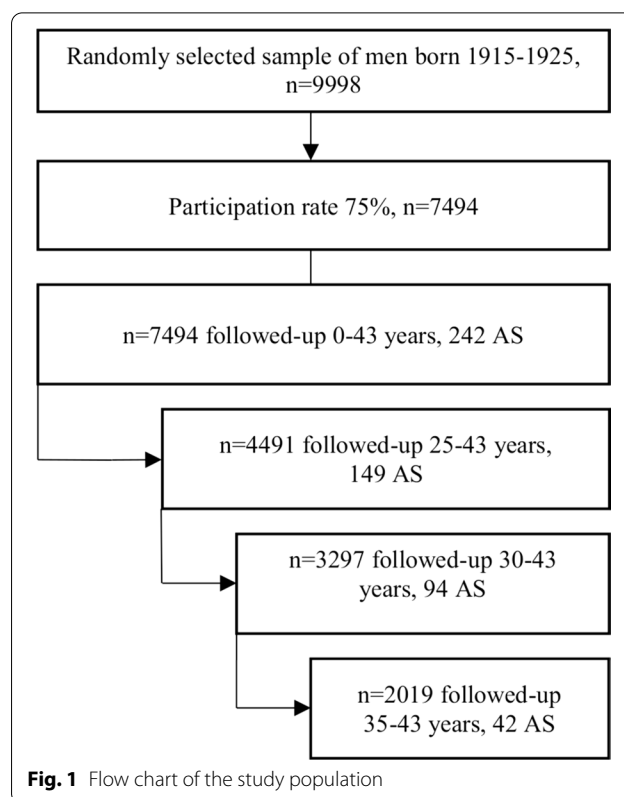 Randomly selected sample of men born 1915-1925,
n=9998
Participation rate 75%, n=7494
n=7494 followed-up 0-43 years, 242 AS
n=4491 followed-up 25-43 years,
149 AS
n=3297 followed-up 30-43
years, 94 AS
n=2019 followed-up
35-43 years, 42 AS
Fig. 1 Flow chart of the study population